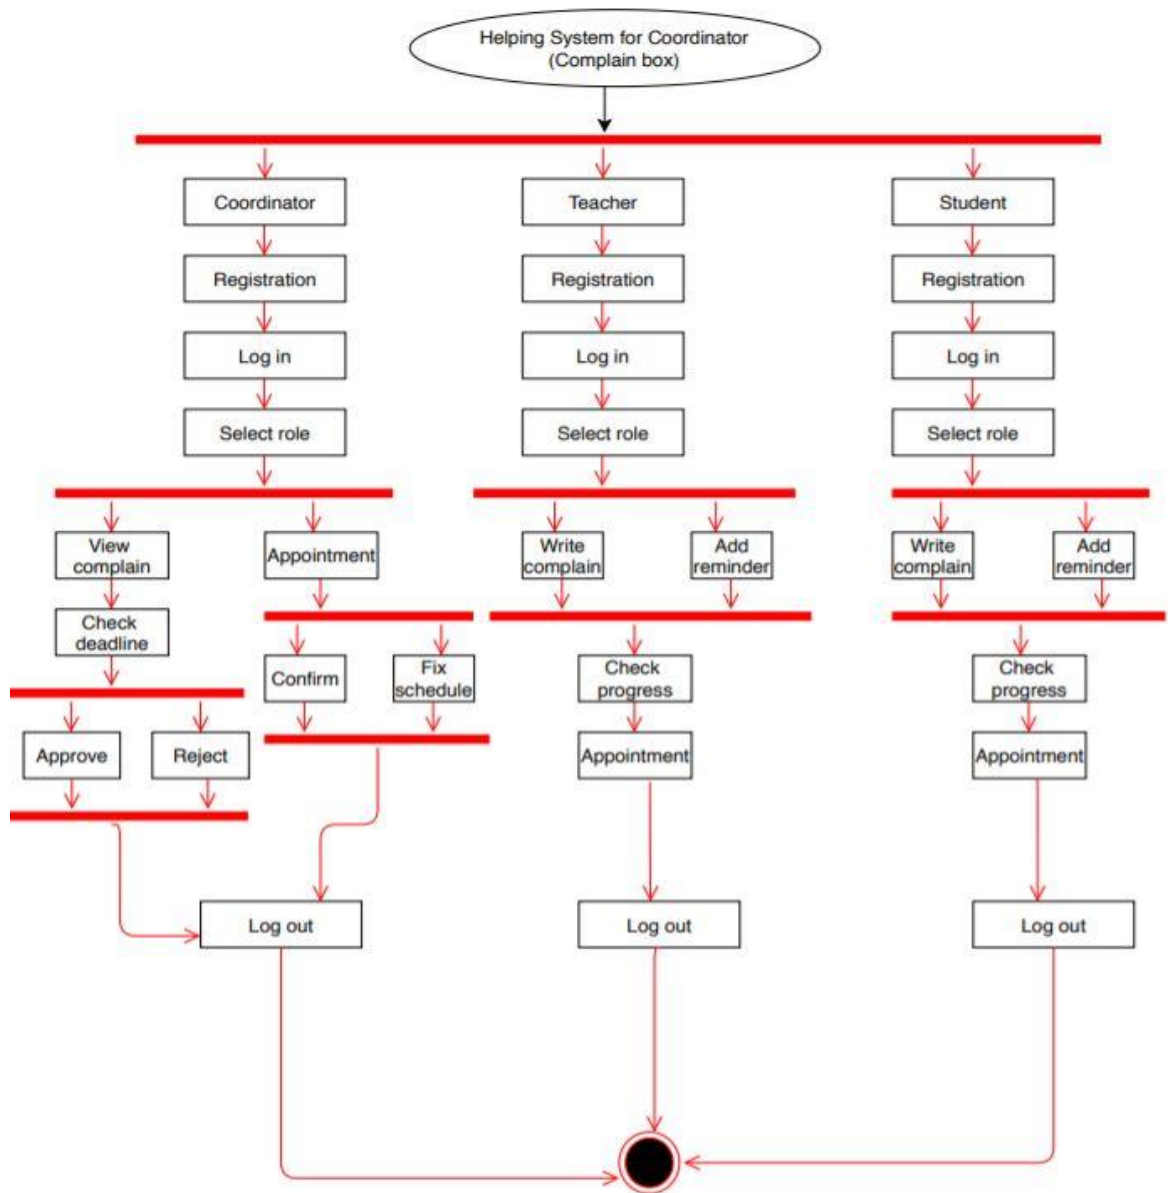 Helping System for Coordinator
(Complain box)
Coordinator
Teacher
Student
Registration
Registration
Registration
Log in
Log in
Log in
Select role
Select role
Select role
View
complain
Appointment
Write
complain
Add
reminder
Write
complain
Add
reminder
Check
deadline
Confirm
Fix
schedule
Check
progress
Check
progress
Approve
Reject
Appointment
Appointment
Log out
Log out
Log out